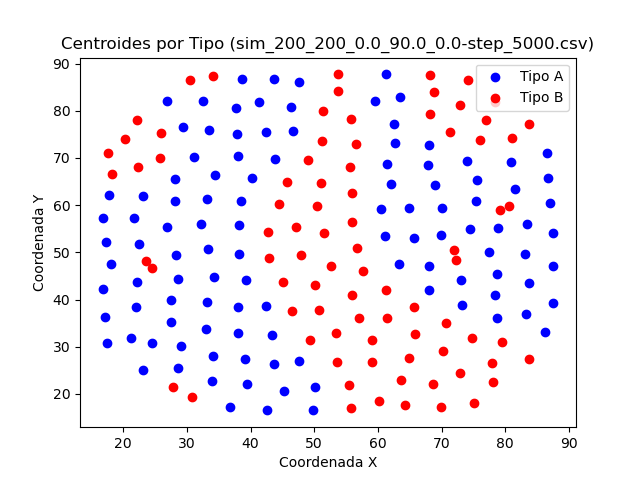 Centroides por Tipo (sim_200_200_0.0_90.0_0.0-step_5000.csv)
Tipo A
Tipo B
Coordenada Y
90
80
70
60
50
40
30
20
20 30 40 50 60 70 80 90
Coordenada X